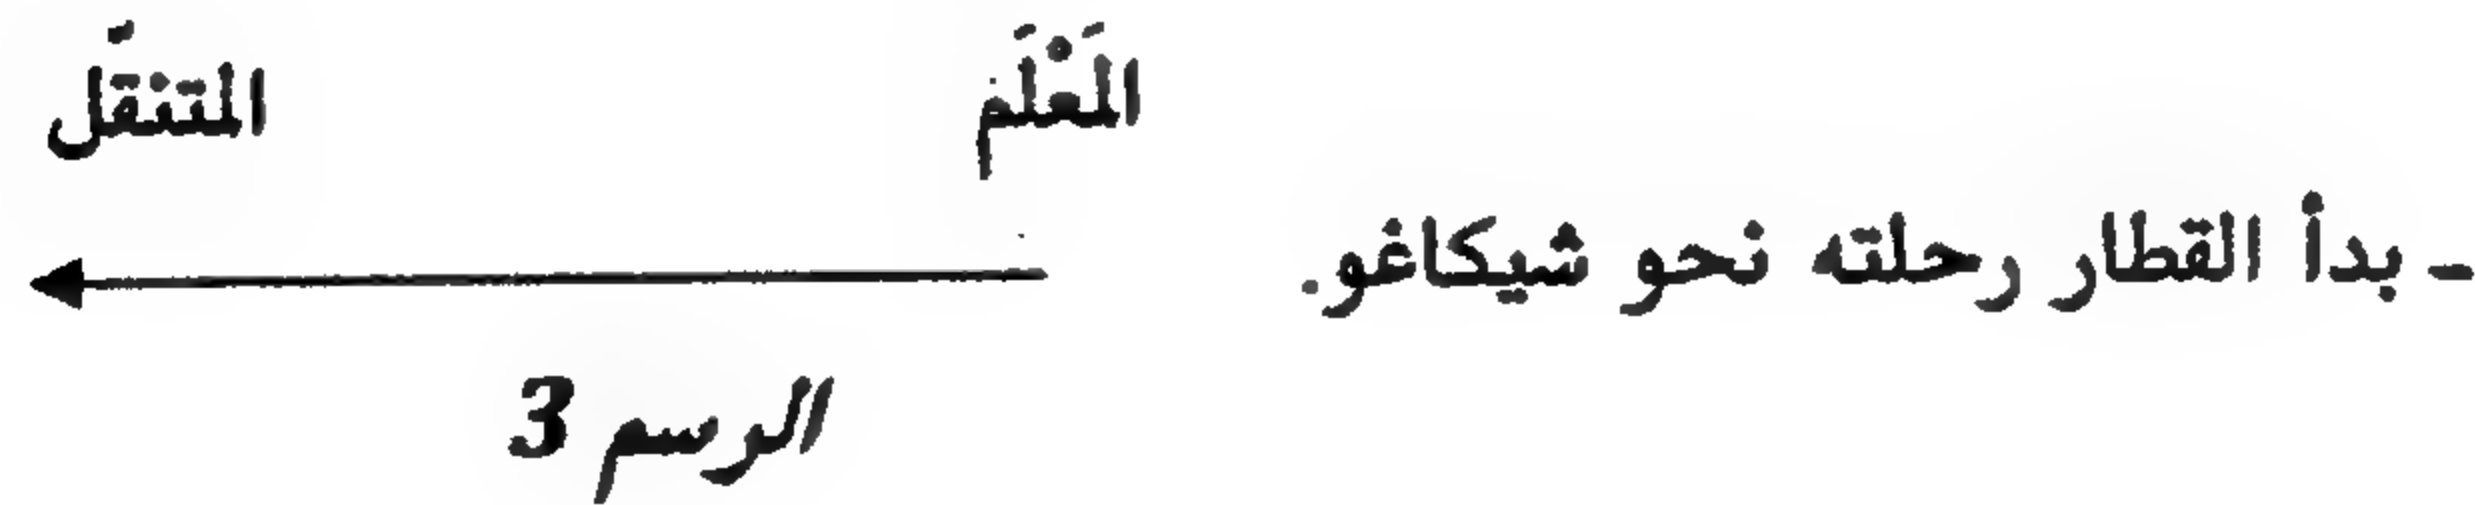 المَعْلَم المتنقّل
ـ بدأ القطار رحلته نحو شيكاغو.
الرسم 3